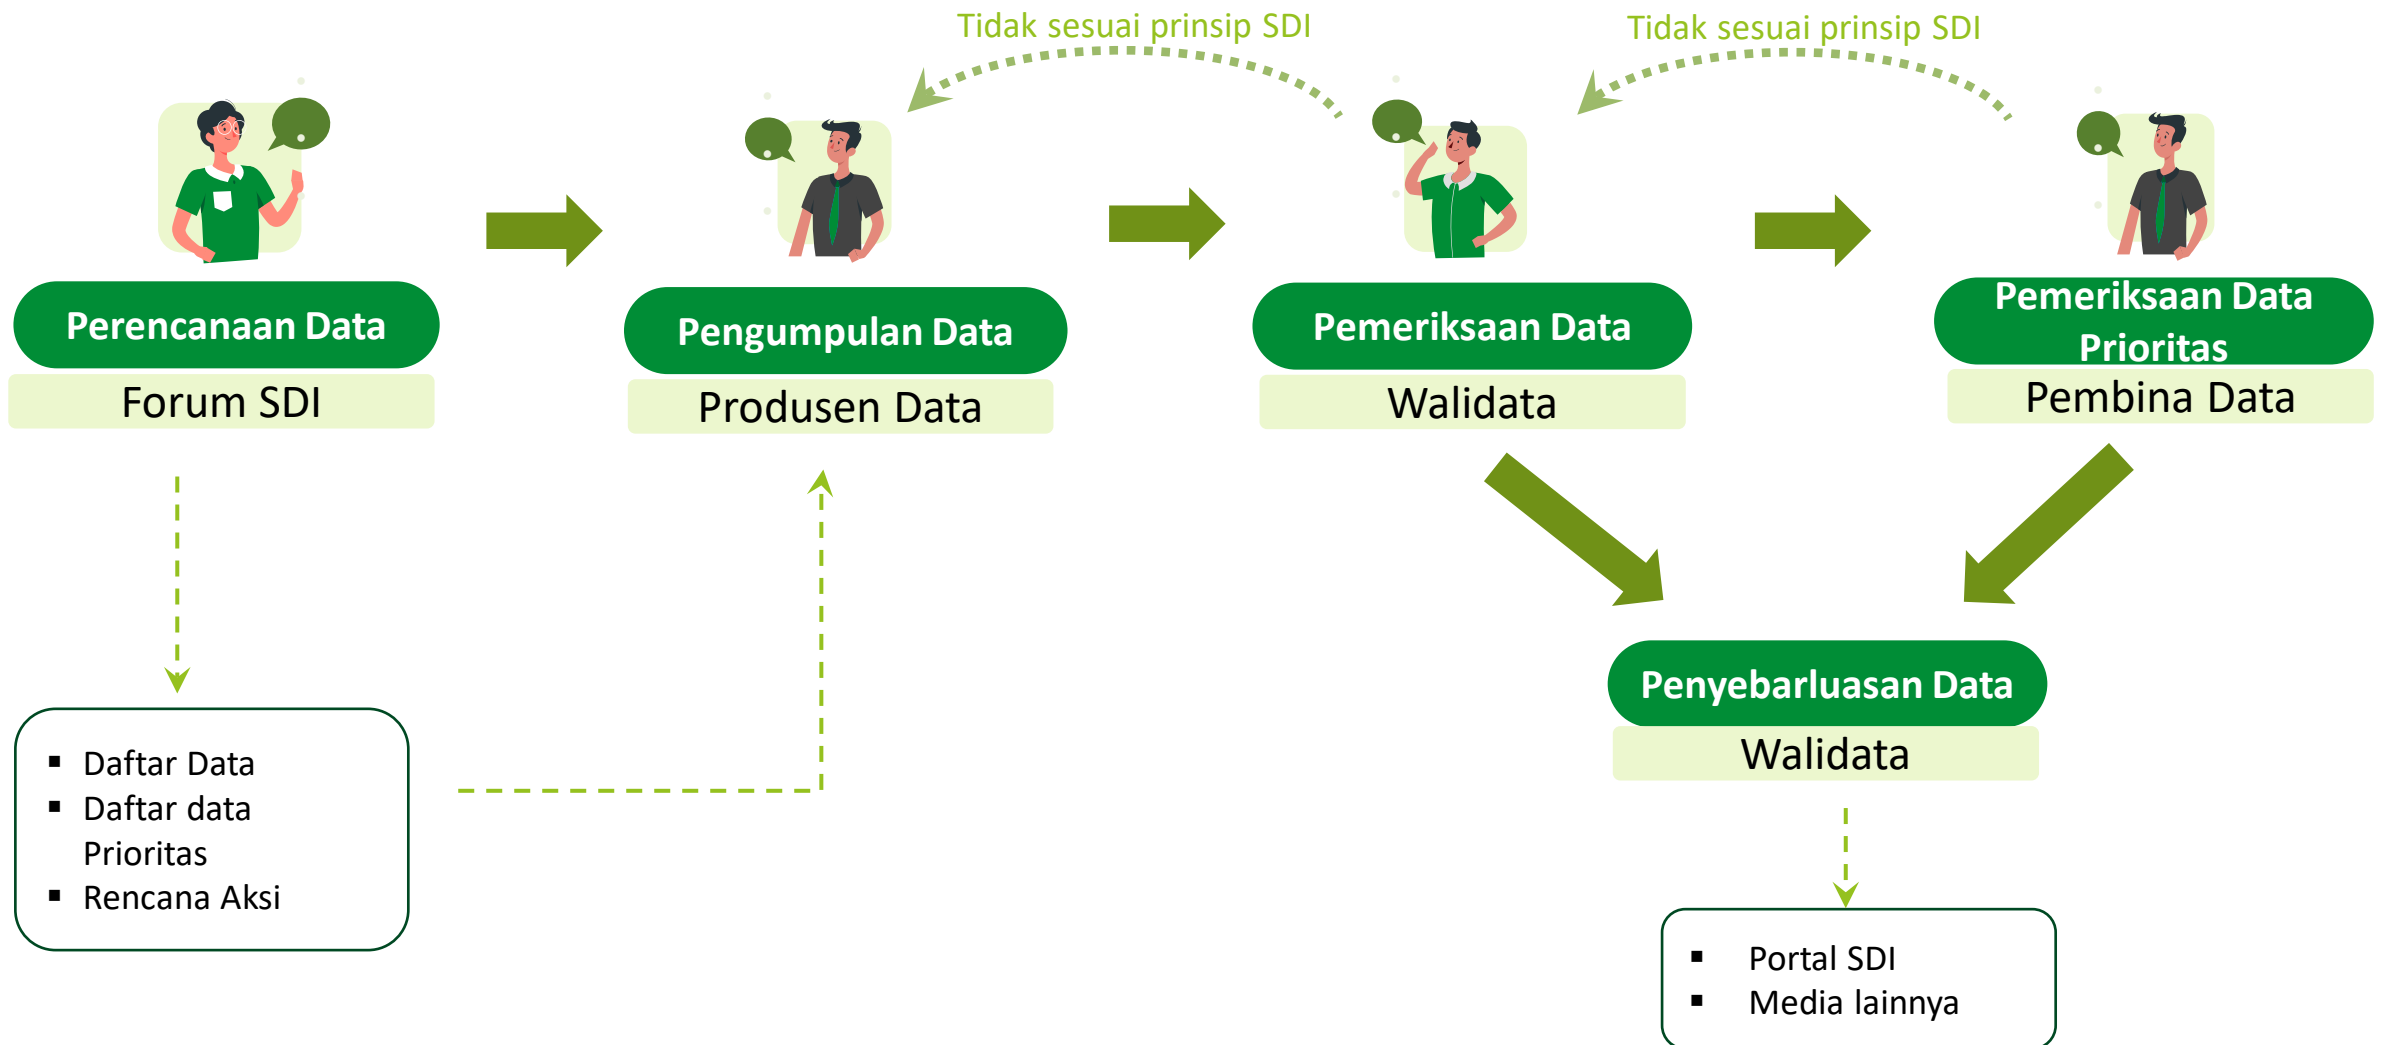 Tidak sesuai prinsip SDI
Tidak sesuai prinsip SDI
Perencanaan Data
Forum SDI
Pengumpulan Data
Produsen Data
Pemeriksaan Data
Walidata
Pemeriksaan Data
Prioritas
Pembina Data
▪ Daftar Data
▪ Daftar data
Prioritas
▪ Rencana Aksi
Penyebarluasan Data
Walidata
▪ Portal SDI
▪ Media lainnya